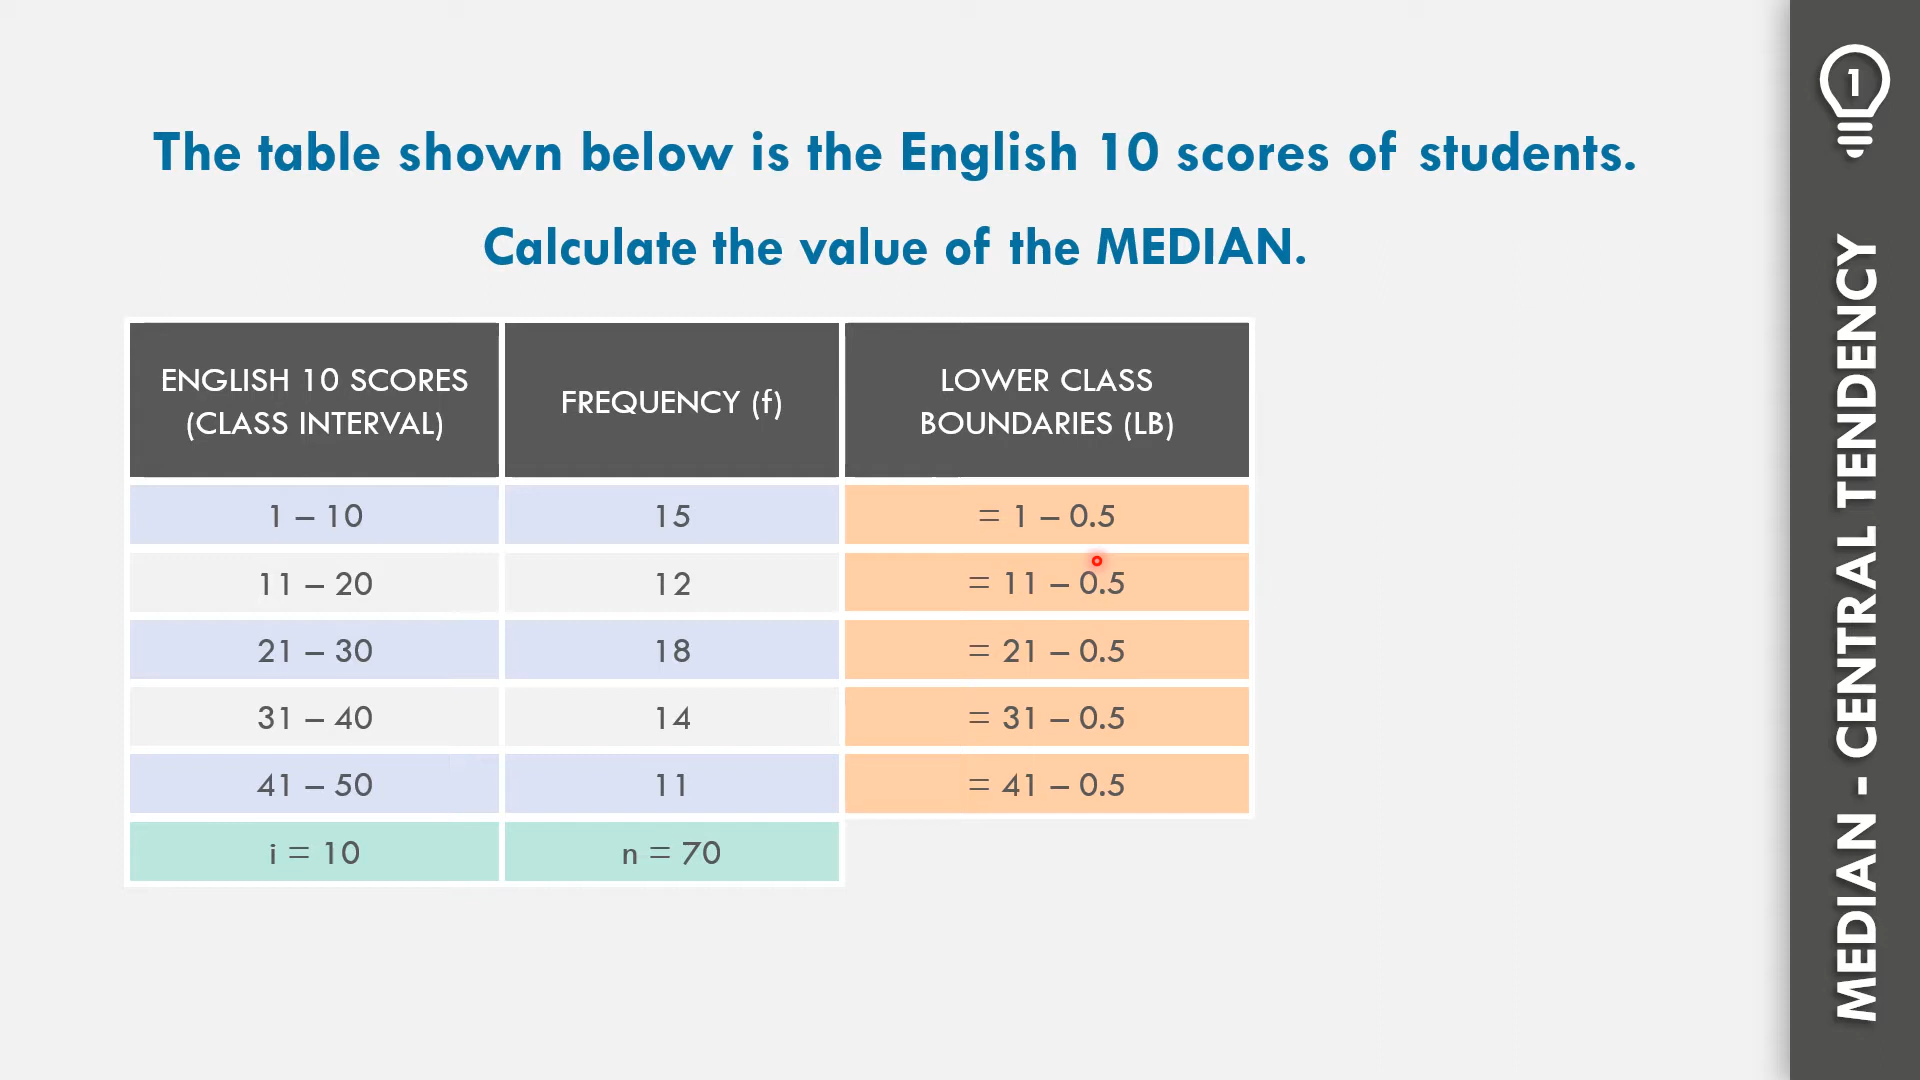 The table shown below is the English 10 scores of students.
Calculate the value of the MEDIAN.
ENGLISH 10 SCORES
(CLASS INTERVAL)
FREQUENCY (f)
LOWER CLASS
BOUNDARIES (LB)
1 – 10 15 = 1 – 0.5
11 – 20 12 = 11 – 0.5
21 – 30 18 = 21 – 0.5
31 – 40 14 = 31 – 0.5
41 – 50 11 = 41 – 0.5
i = 10 n = 70
1
MEDIAN - CENTRAL TENDENCY